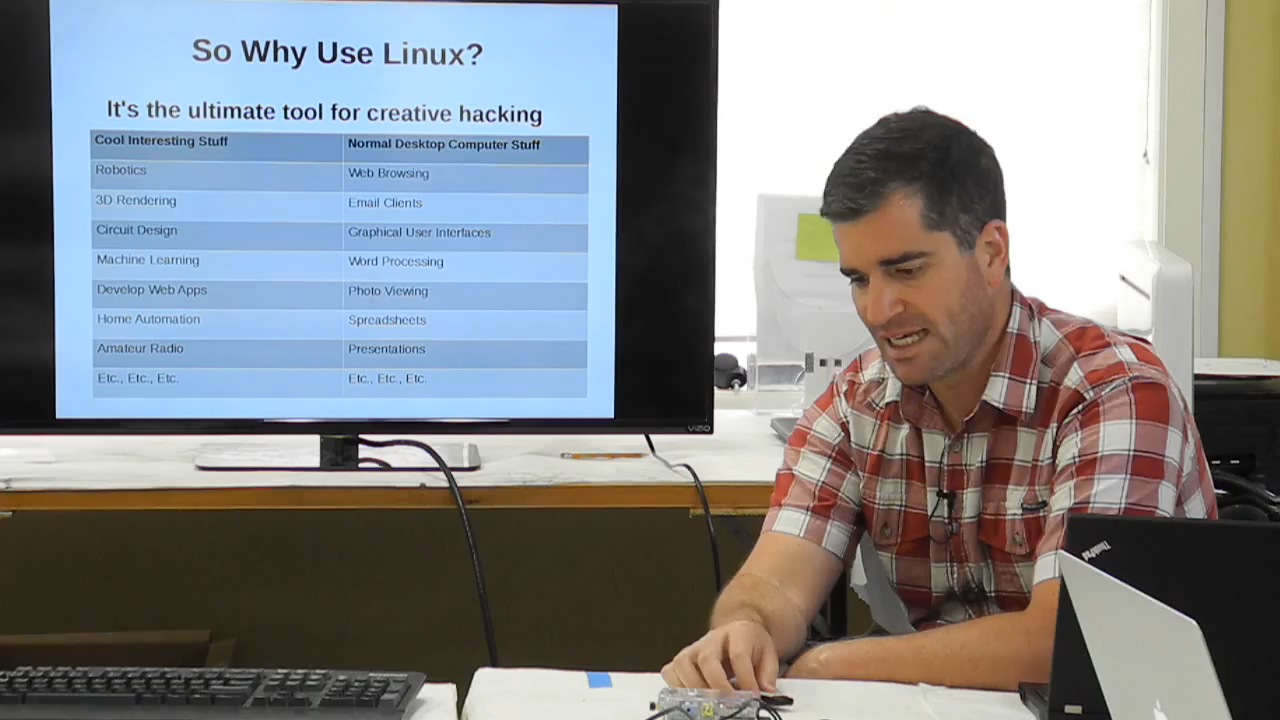 So Why Use Linux?
It's the ultimate tool for creative hacking
Cool Interesting Stuff Normal Desktop Computer Stuff
Robotics Web Browsing
3D Rendering Email Clients
Circuit Design Graphical User Interfaces
Machine Learning Word Processing
Develop Web Apps Photo Viewing
Home Automation Spreadsheets
Amateur Radio Presentations
Etc., Etc., Etc. Etc., Etc., Etc.
VIZIO
ThinkPad